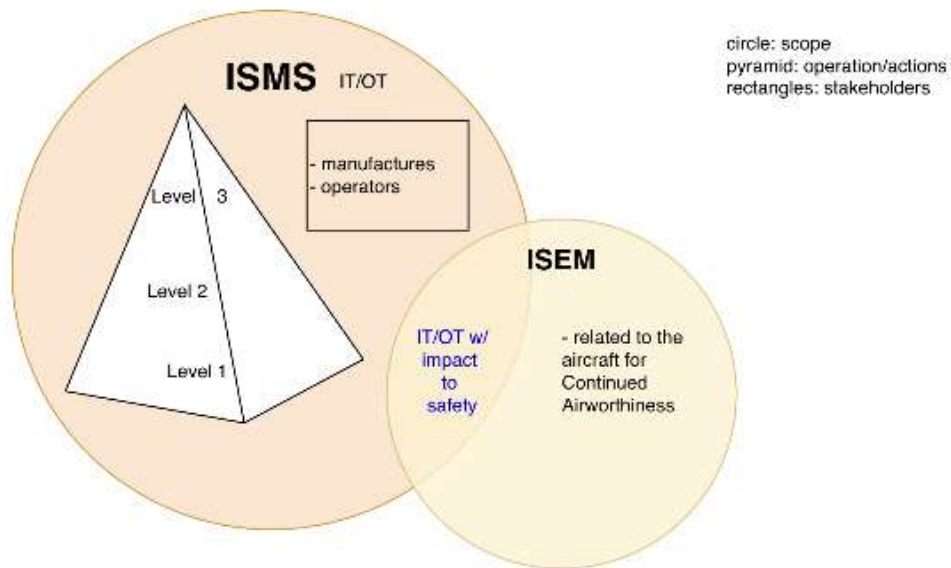 circle: scope
pyramid: operation/actions
rectangles: stakeholders
ISMS IT/OT
- manufactures
- operators
Level 3
Level 2
Level 1
ISEM
IT/OT w/
impact
to
safety
- related to the
aircraft for
Continued
Airworthiness